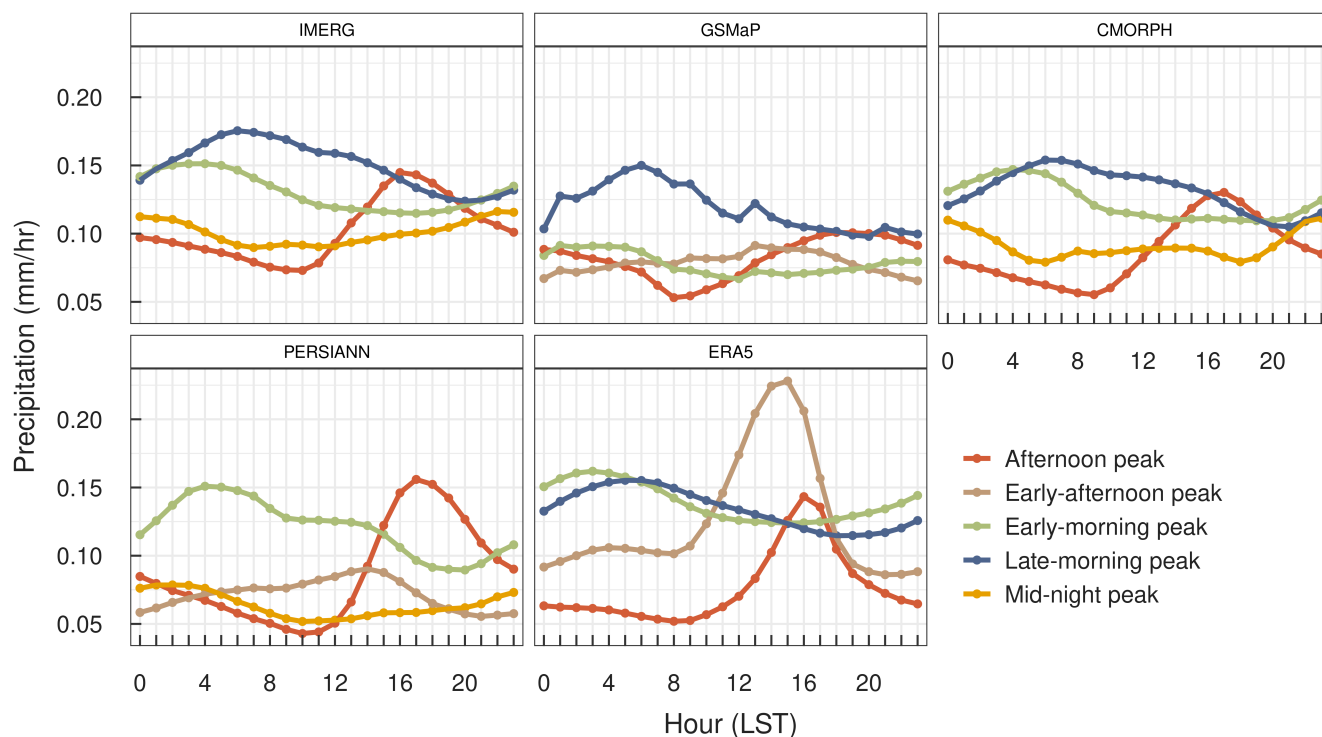 IMERG GSMaP CMORPH
0.20
0.15
0.10
0.05
0 4 8 12 16 20
PERSIANN ERA5
0.20
0.15
0.10
0.05
0 4 8 12 16 20 0 4 8 12 16 20
Precipitation (mm/hr)
Hour (LST)
Afternoon peak
Early-afternoon peak
Early-morning peak
Late-morning peak
Mid-night peak